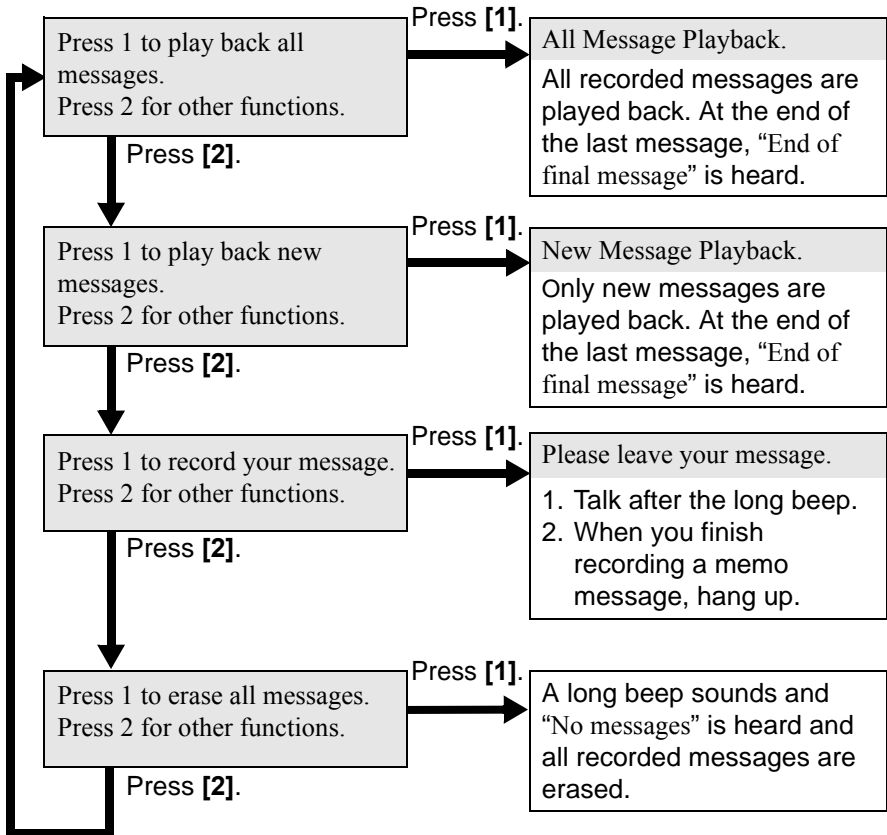 Press [1].
Press 1 to play back all
messages.
Press 2 for other functions.
All Message Playback.
All recorded messages are
played back. At the end of
the last message, “End of
final message” is heard.
Press [2].
Press [1].
Press 1 to play back new
messages.
Press 2 for other functions.
New Message Playback.
Only new messages are
played back. At the end of
the last message, “End of
final message” is heard.
Press [2].
Press [1].
Press 1 to record your message.
Press 2 for other functions.
Please leave your message.
1. Talk after the long beep.
2. When you finish
recording a memo
message, hang up.
Press [2].
Press [1].
Press 1 to erase all messages.
Press 2 for other functions.
A long beep sounds and
“No messages” is heard and
all recorded messages are
erased.
Press [2].